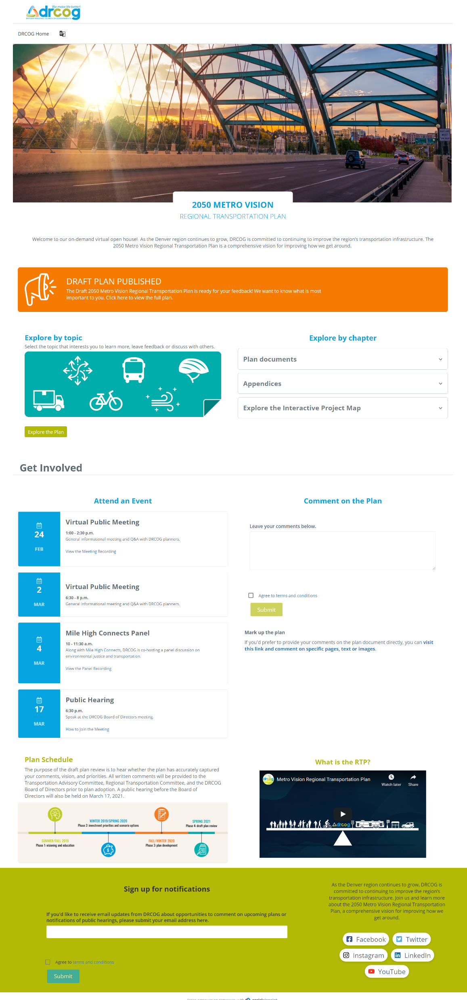 We make life better!
drcog
DENVER REGIONAL COUNCIL OF GOVERNMENTS
DRCOG Home
RIGHT LANE
MUST
TURN RIGHT
2050 METRO VISION
REGIONAL TRANSPORTATION PLAN
Welcome to our on-demand virtual open house! As the Denver region continues to grow, DRCOG is committed to continuing to improve the region's transportation infrastructure. The
2050 Metro Vision Regional Transportation Plan is a comprehensive vision for improving how we get around.
DRAFT PLAN PUBLISHED
The Draft 2050 Metro Vision Regional Transportation Plan is ready for your feedback! We want to know what is most
important to you. Click here to view the full plan.
Explore by topic
Select the topic that interests you to learn more, leave feedback or discuss with others.
Explore the Plan
Explore by chapter
Plan documents
Appendices
Explore the Interactive Project Map
Get Involved
Attend an Event
24
FEB
Virtual Public Meeting
1:00 - 2:30 p.m.
General informational meeting and Q&A with DRCOG planners.
View the Meeting Recording
2
MAR
Virtual Public Meeting
6:30 - 8 p.m.
General informational meeting and Q&A with DRCOG planners.
4
MAR
Mile High Connects Panel
10 - 11:30 a.m.
Along with Mile High Connects, DRCOG is co-hosting a panel discussion on
environmental justice and transportation.
View the Panel Recording
17
MAR
Public Hearing
6:30 p.m.
Speak at the DRCOG Board of Directors meeting.
How to Join the Meeting
Comment on the Plan
Leave your comments below.
Agree to terms and conditions
Submit
Mark up the plan
If you'd prefer to provide your comments on the plan document directly, you can visit
this link and comment on specific pages, text or images.
Plan Schedule
The purpose of the draft plan review is to hear whether the plan has accurately captured
your comments, vision, and priorities. All written comments will be provided to the
Transportation Advisory Committee, Regional Transportation Committee, and the DRCOG
Board of Directors prior to plan adoption. A public hearing before the Board of
Directors will also be held on March 17, 2021.
WINTER 2019/SPRING 2020
Phase 2: investment priorities and scenario options
SPRING 2021
Phase 4: draft plan review
SUMMER/FALL 2019
Phase 1: visioning and education
FALL/WINTER 2020
Phase 3: plan development
What is the RTP?
drcog
Metro Vision Regional Transportation Plan
Watch later
Share
drcog
Sign up for notifications
If you'd like to receive email updates from DRCOG about opportunities to comment on upcoming plans or
notifications of public hearings, please submit your email address here.
Agree to terms and conditions
Submit
As the Denver region continues to grow, DRCOG is
committed to continuing to improve the region's
transportation infrastructure. Join us and learn more
about the 2050 Metro Vision Regional Transportation
Plan, a comprehensive vision for improving how we
get around.
Facebook
Twitter
Instagram
LinkedIn
YouTube
We're empowering democracy with socialpinpoint